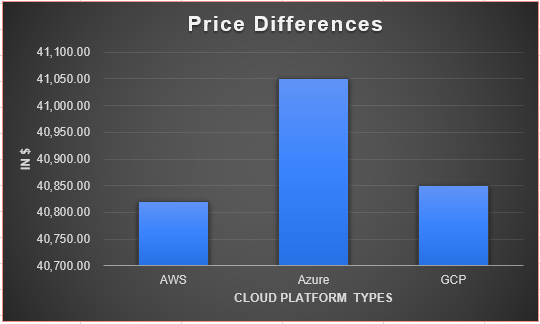 Price Differences
41,100.00
41,050.00
41,000.00
40,950.00
40,900.00
40,850.00
40,800.00
40,750.00
40,700.00
IN $
AWS Azure GCP
CLOUD PLATFORM TYPES